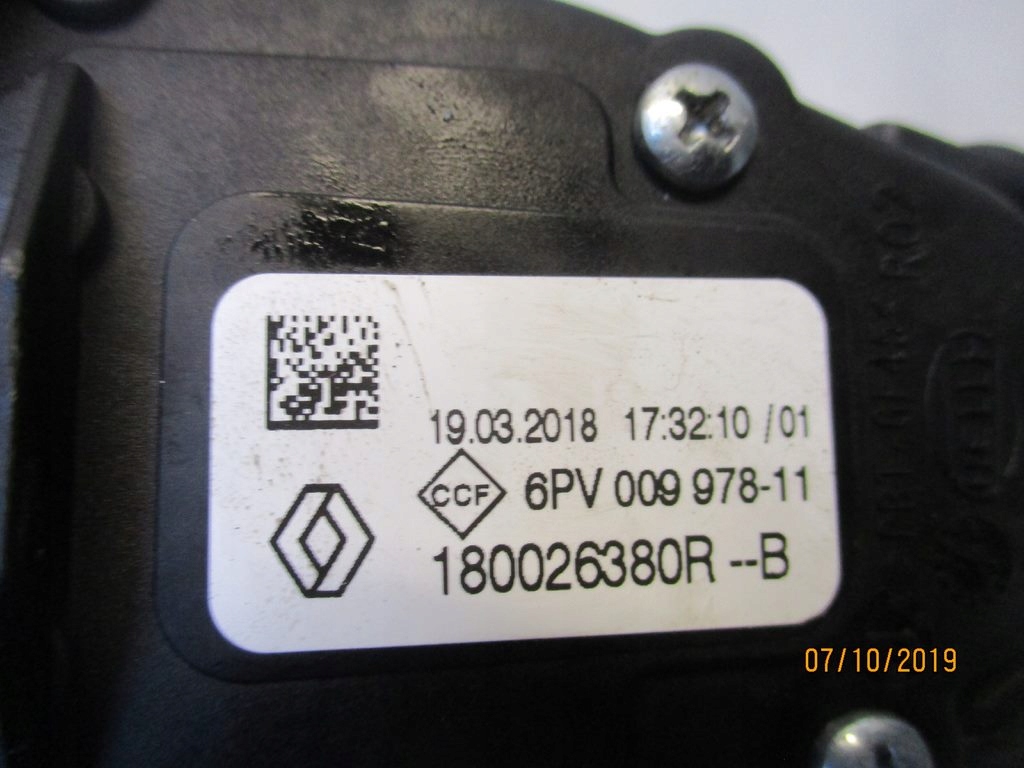 19.03.2018 17:32:10 /01
CCF 6PV 009 978-11
180026380R --B
07/10/2019